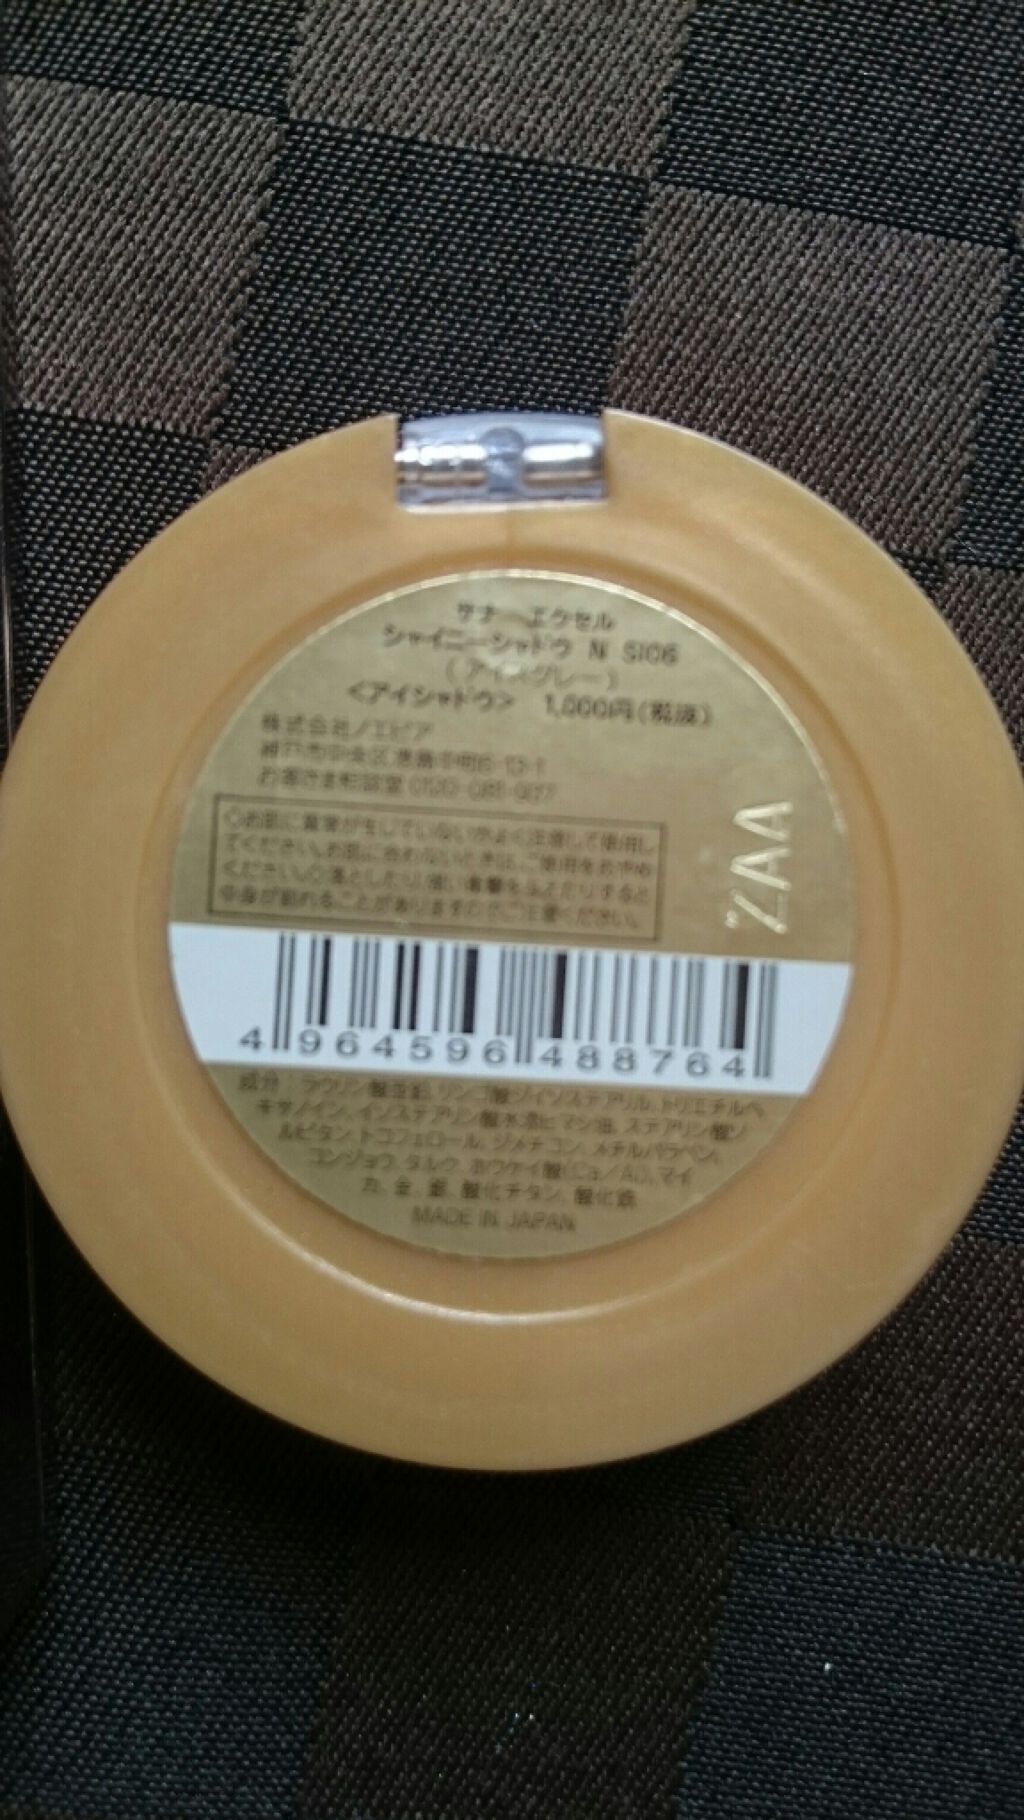 サナ エクセル
シャイニーシャドウ N SI06
(アイスグレー)
<アイシャドウ> 1,000円(税抜)
株式会社ノエビア
神戸市中央区港島中町6-13-1
お客さま相談室 0120-
◇お肌に異常が生じていないかよく注意して使用し
てください。お肌に合わないときは、ご使用をおやめ
ください。◇落としたり、強い衝撃をあたえたりすると
中身が割れることがありますのでご注意ください。
ZAA
4964596488764
成分:ラウリン酸亜鉛、リンゴ酸ジイソステアリル、トリエチルヘ
キサノイン、イソステアリン酸水添ヒマシ油、ステアリン酸ソ
ルビタン、トコフェロール、ジメチコン、メチルパラベン、
コンジョウ、タルク、ホウケイ酸(Ca/Al)、マイ
カ、金、銀、酸化チタン、酸化鉄
MADE IN JAPAN